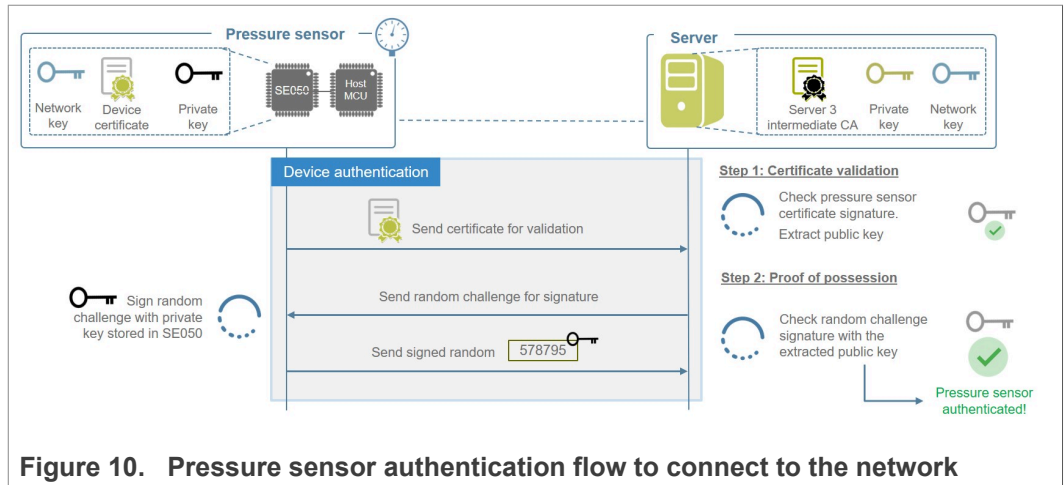 Pressure sensor
Server
SE050
Host
MCU
Network
key
Device
certificate
Private
key
Server 3
intermediate CA
Private
key
Network
key
Device authentication
Step 1: Certificate validation
Check pressure sensor
certificate signature.
Extract public key
Send certificate for validation
Step 2: Proof of possession
Send random challenge for signature
Sign random
challenge with private
key stored in SE050
Check random challenge
signature with the
extracted public key
Send signed random
578795
Pressure sensor
authenticated!
Figure 10. Pressure sensor authentication flow to connect to the network